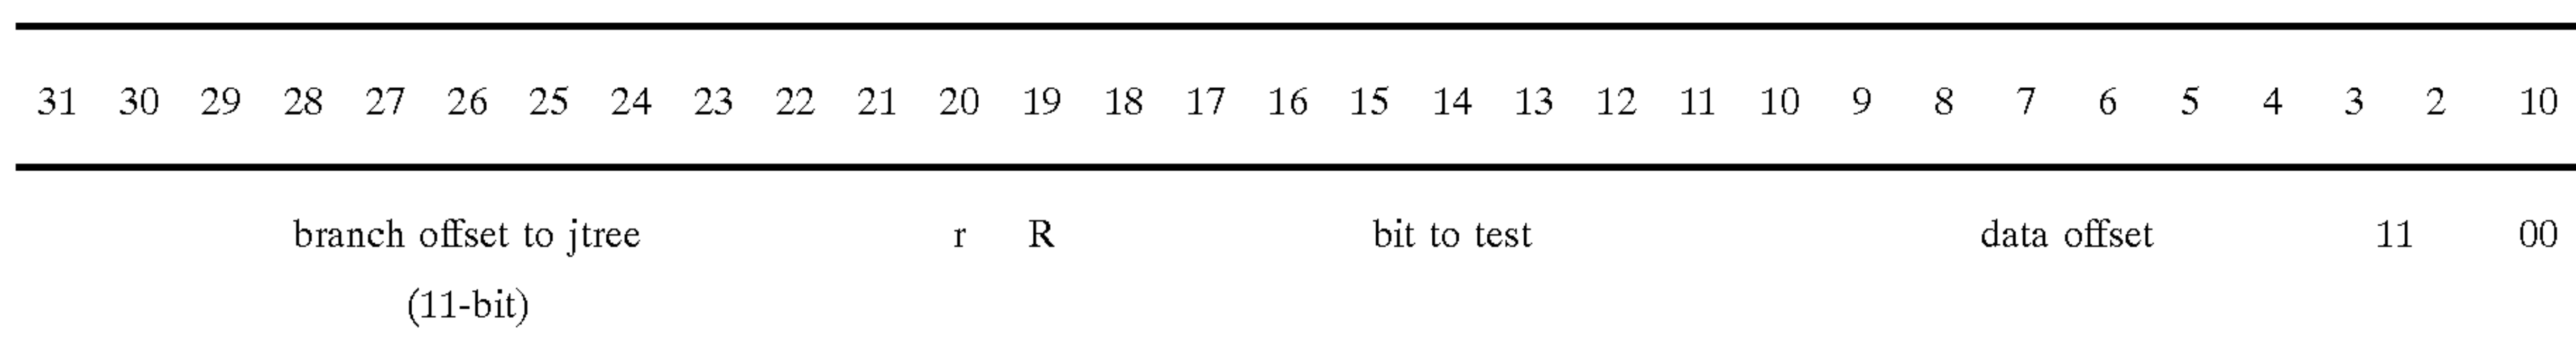 31 30 29 28 27 26 25 24 23 22 21 20 19 18 17 16 15 14 13 12 11 10 9 8 7 6 5 4 3 2 10
branch offset to jtree r R bit to test data offset 11 00
(11-bit)